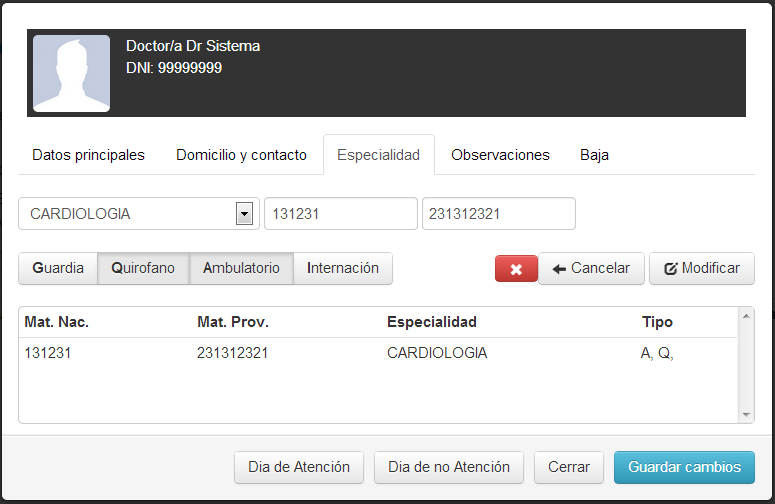 Doctor/a Dr Sistema
DNI: 99999999
Datos principales Domicilio y contacto Especialidad Observaciones Baja
CARDIOLOGIA 131231 231312321
Guardia Quirofano Ambulatorio Internación Cancelar Modificar
Mat. Nac. Mat. Prov. Especialidad Tipo
131231 231312321 CARDIOLOGIA A, Q,
Dia de Atención Dia de no Atención Cerrar Guardar cambios